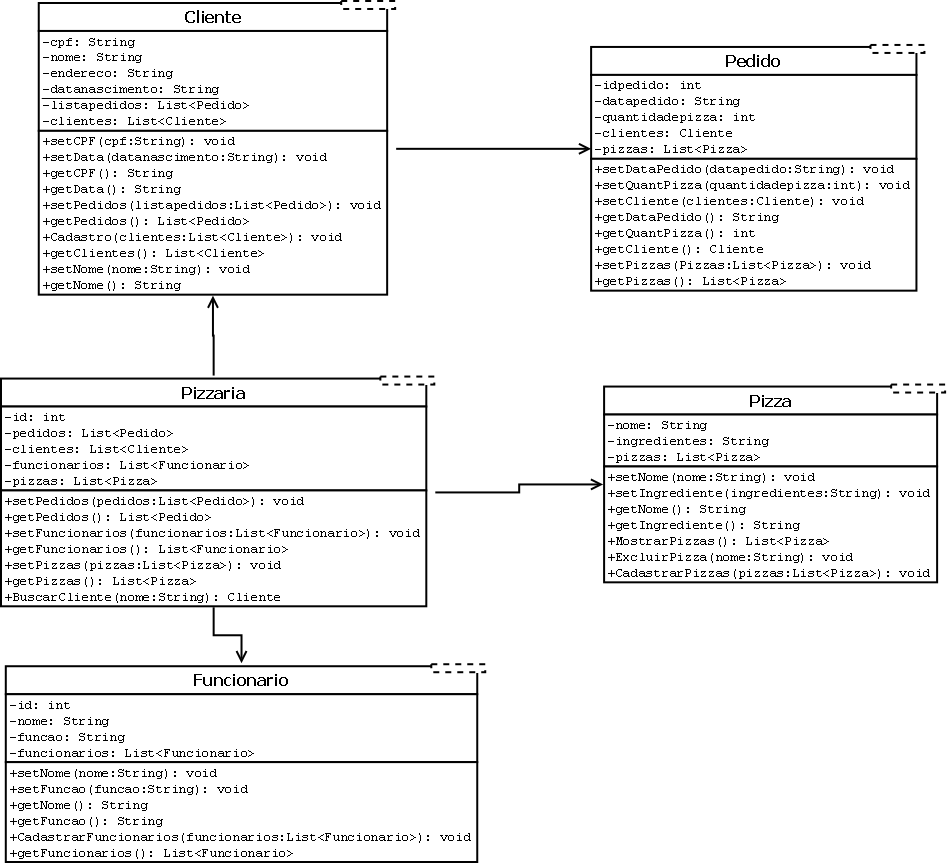 Cliente
-cpf: String
-nome: String
-endereco: String
-datanascimento: String
-listapedidos: List<Pedido>
-clientes: List<Cliente>
+setCPF(cpf:String): void
+setData(datanascimento:String): void
+getCPF(): String
+getData(): String
+setPedidos(listapedidos:List<Pedido>): void
+getPedidos(): List<Pedido>
+Cadastro(clientes:List<Cliente>): void
+getClientes(): List<Cliente>
+setNome(nome:String): void
+getNome(): String
Pedido
-idpedido: int
-datapedido: String
-quantidadepizza: int
-clientes: Cliente
-pizzas: List<Pizza>
+setDataPedido(datapedido:String): void
+setQuantPizza(quantidadepizza:int): void
+setCliente(clientes:Cliente): void
+getDataPedido(): String
+getQuantPizza(): int
+getCliente(): Cliente
+setPizzas(Pizzas:List<Pizza>): void
+getPizzas(): List<Pizza>
Pizzaria
-id: int
-pedidos: List<Pedido>
-clientes: List<Cliente>
-funcionarios: List<Funcionario>
-pizzas: List<Pizza>
+setPedidos(pedidos:List<Pedido>): void
+getPedidos(): List<Pedido>
+setFuncionarios(funcionarios:List<Funcionario>): void
+getFuncionarios(): List<Funcionario>
+setPizzas(pizzas:List<Pizza>): void
+getPizzas(): List<Pizza>
+BuscarCliente(nome:String): Cliente
Pizza
-nome: String
-ingredientes: String
-pizzas: List<Pizza>
+setNome(nome:String): void
+setIngrediente(ingredientes:String): void
+getNome(): String
+getIngrediente(): String
+MostrarPizzas(): List<Pizza>
+ExcluirPizza(nome:String): void
+CadastrarPizzas(pizzas:List<Pizza>): void
Funcionario
-id: int
-nome: String
-funcao: String
-funcionarios: List<Funcionario>
+setNome(nome:String): void
+setFuncao(funcao:String): void
+getNome(): String
+getFuncao(): String
+CadastrarFuncionarios(funcionarios:List<Funcionario>): void
+getFuncionarios(): List<Funcionario>